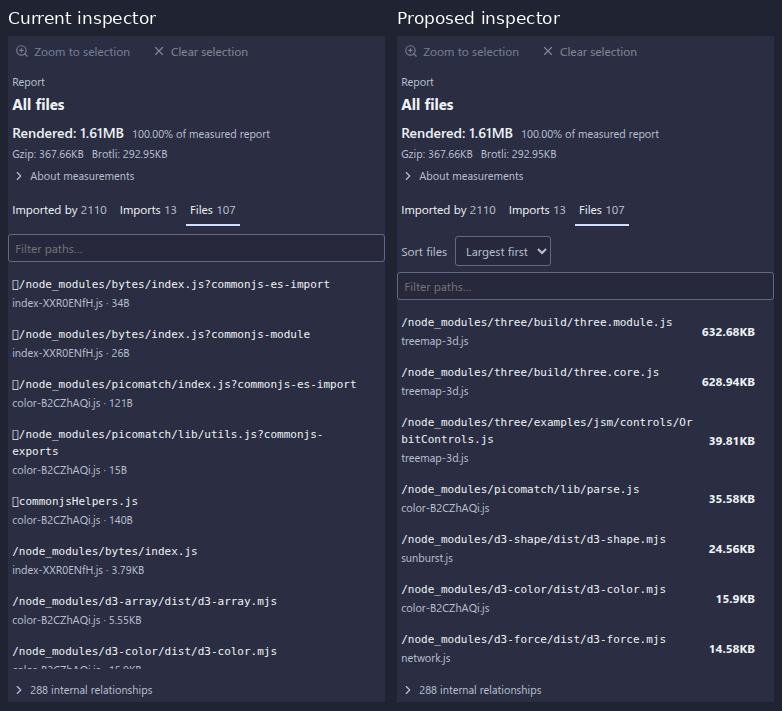 Current inspector
Zoom to selection
Clear selection
Report
All files
Rendered: 1.61MB 100.00% of measured report
Gzip: 367.66KB Brotli: 292.95KB
About measurements
Imported by 2110 Imports 13 Files 107
Filter paths...
/node_modules/bytes/index.js?commonjs-es-import
index-XXR0ENfH.js · 34B
/node_modules/bytes/index.js?commonjs-module
index-XXR0ENfH.js · 26B
/node_modules/picomatch/index.js?commonjs-es-import
color-B2CZhAQi.js · 121B
/node_modules/picomatch/lib/utils.js?commonjs-
exports
color-B2CZhAQi.js · 15B
commonjsHelpers.js
color-B2CZhAQi.js · 140B
/node_modules/bytes/index.js
index-XXR0ENfH.js · 3.79KB
/node_modules/d3-array/dist/d3-array.mjs
color-B2CZhAQi.js · 5.55KB
/node_modules/d3-color/dist/d3-color.mjs
color-B2CZhAQi.js · 15.9KB
288 internal relationships
Proposed inspector
Zoom to selection
Clear selection
Report
All files
Rendered: 1.61MB 100.00% of measured report
Gzip: 367.66KB Brotli: 292.95KB
About measurements
Imported by 2110 Imports 13 Files 107
Sort files Largest first
Filter paths...
/node_modules/three/build/three.module.js
treemap-3d.js
632.68KB
/node_modules/three/build/three.core.js
treemap-3d.js
628.94KB
/node_modules/three/examples/jsm/controls/Or
bitControls.js
treemap-3d.js
39.81KB
/node_modules/picomatch/lib/parse.js
color-B2CZhAQi.js
35.58KB
/node_modules/d3-shape/dist/d3-shape.mjs
sunburst.js
24.56KB
/node_modules/d3-color/dist/d3-color.mjs
color-B2CZhAQi.js
15.9KB
/node_modules/d3-force/dist/d3-force.mjs
network.js
14.58KB
288 internal relationships